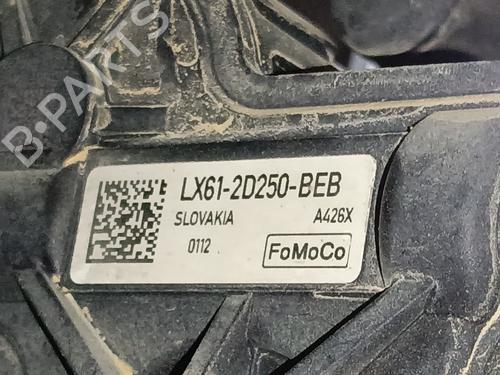 LX61-2D250-BEB
SLOVAKIA A426X
0112 FoMoCo
B-PARTS